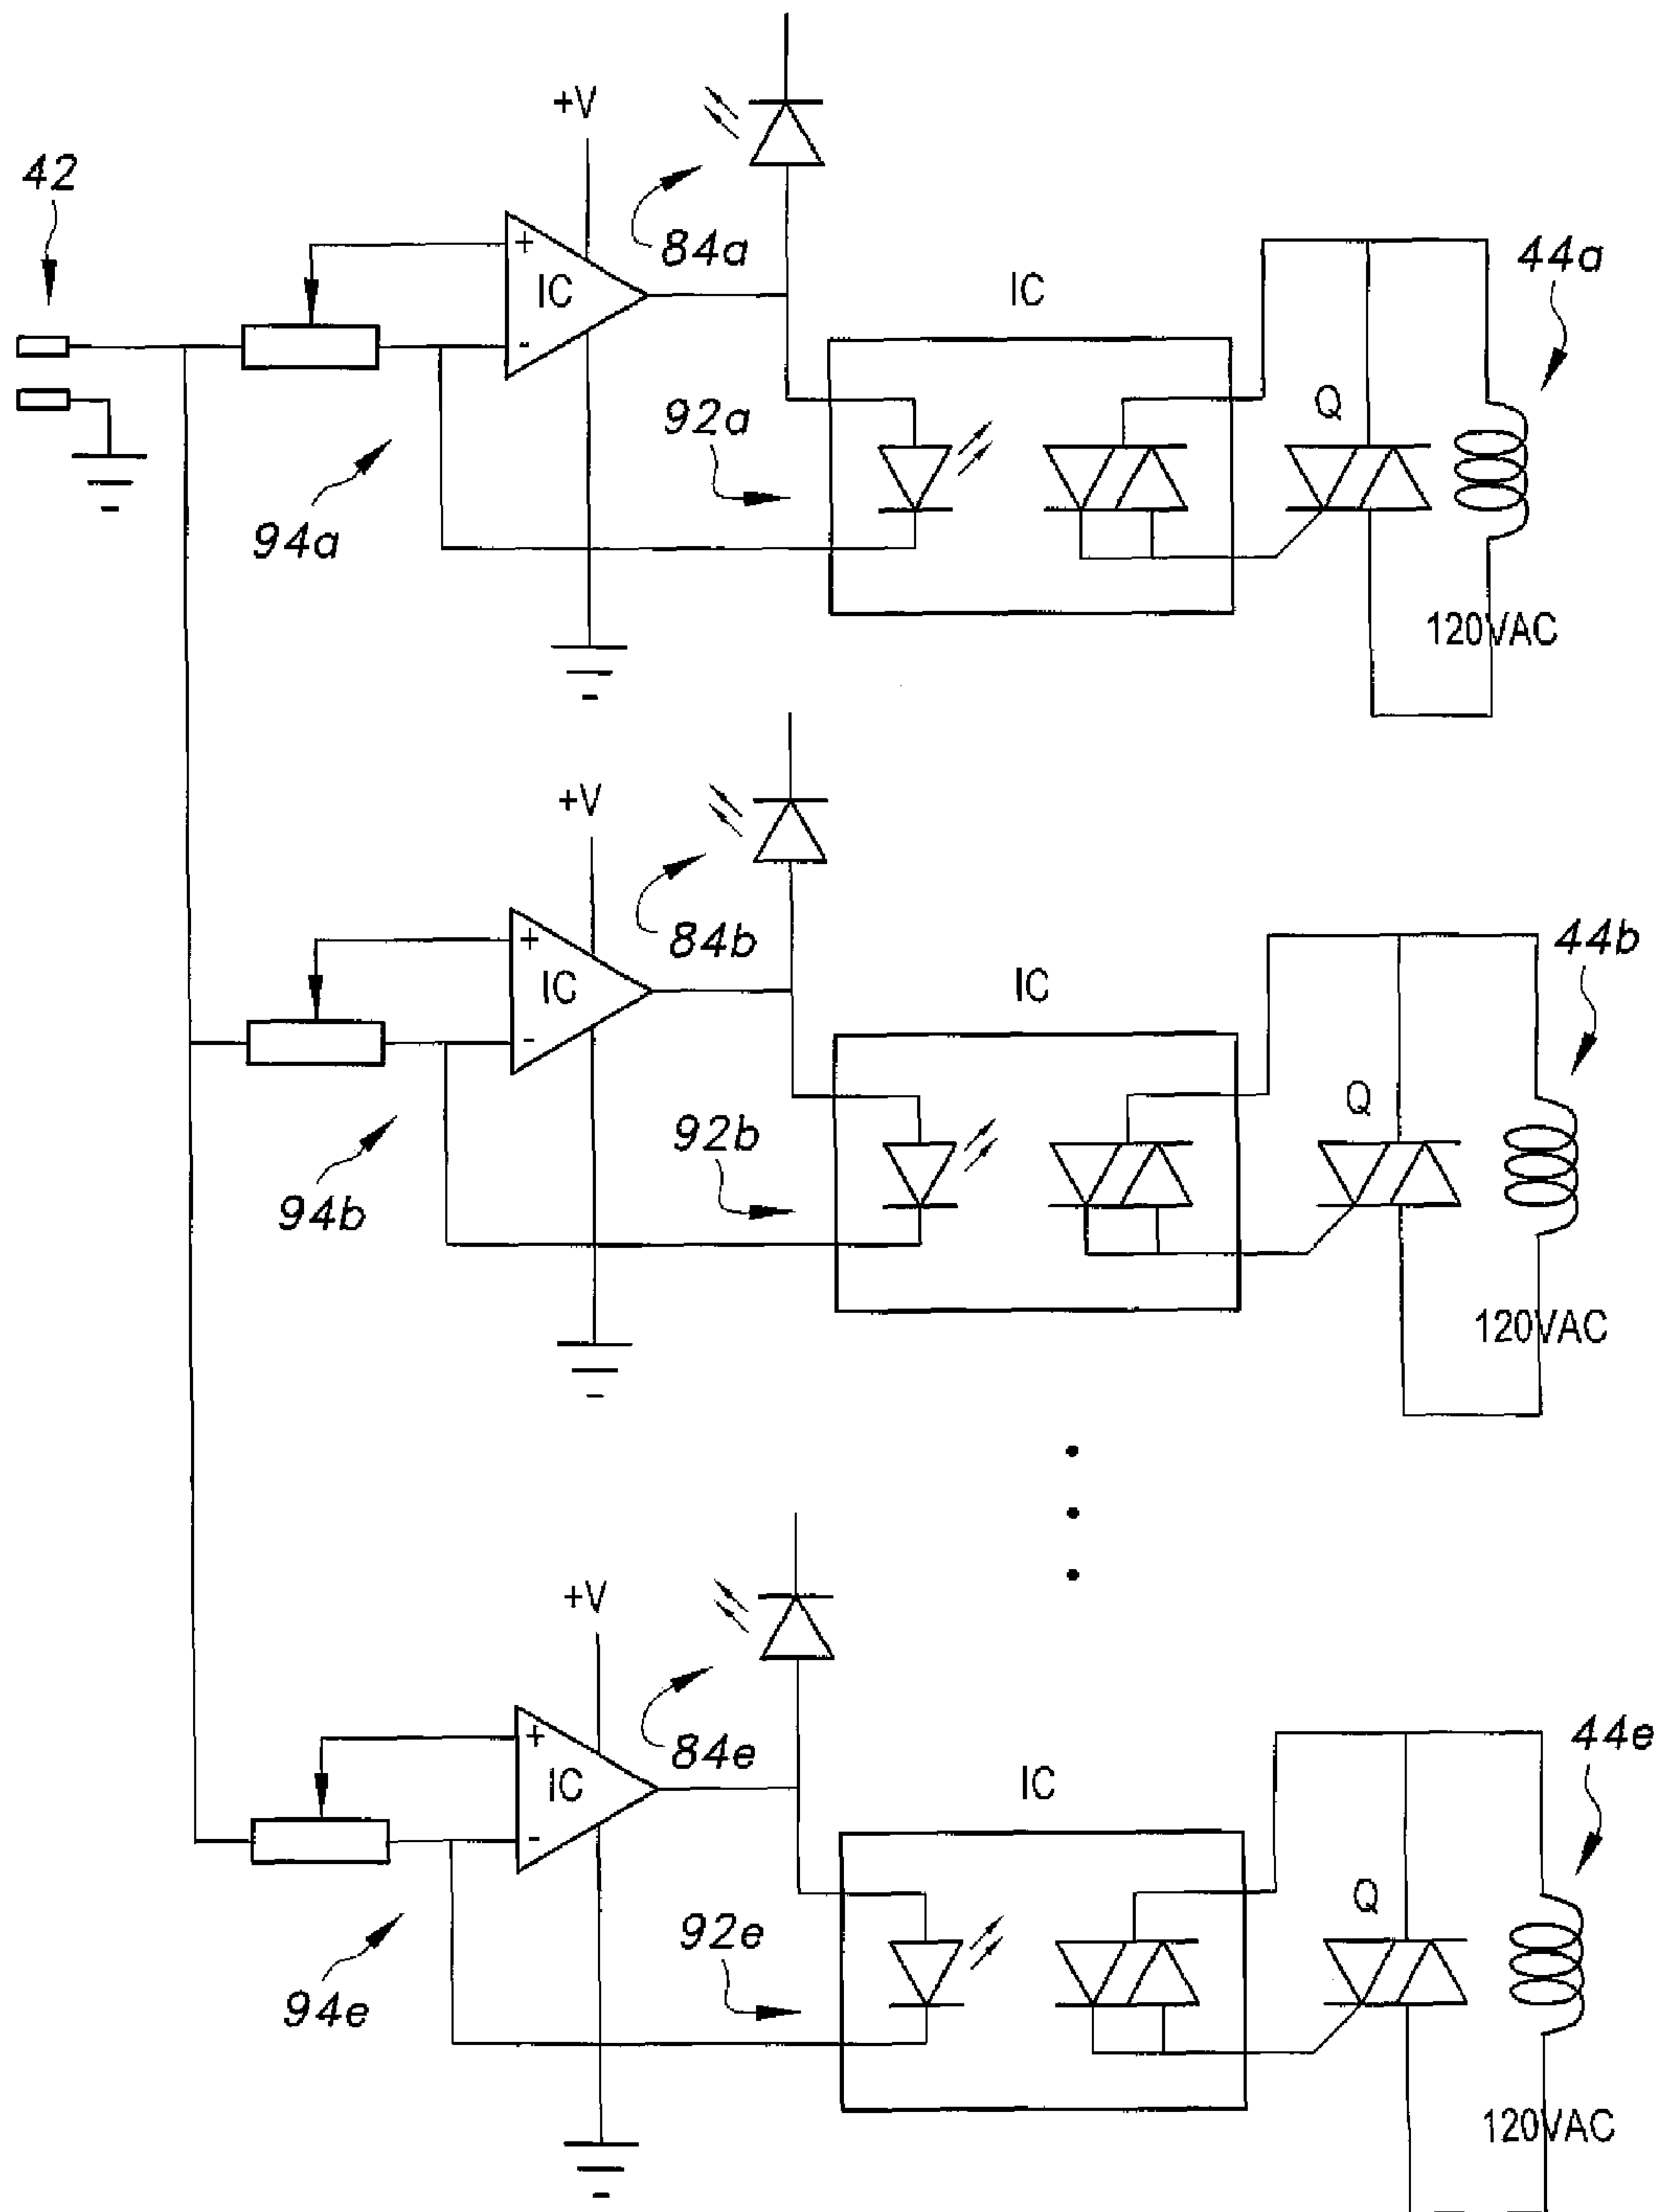 +V
42
84a
+
IC
-
IC
44a
92a
Q
94a
120VAC
+V
84b
+
IC
-
IC
44b
92b
Q
94b
120VAC
+V
84e
+
IC
-
IC
44e
92e
Q
94e
120VAC